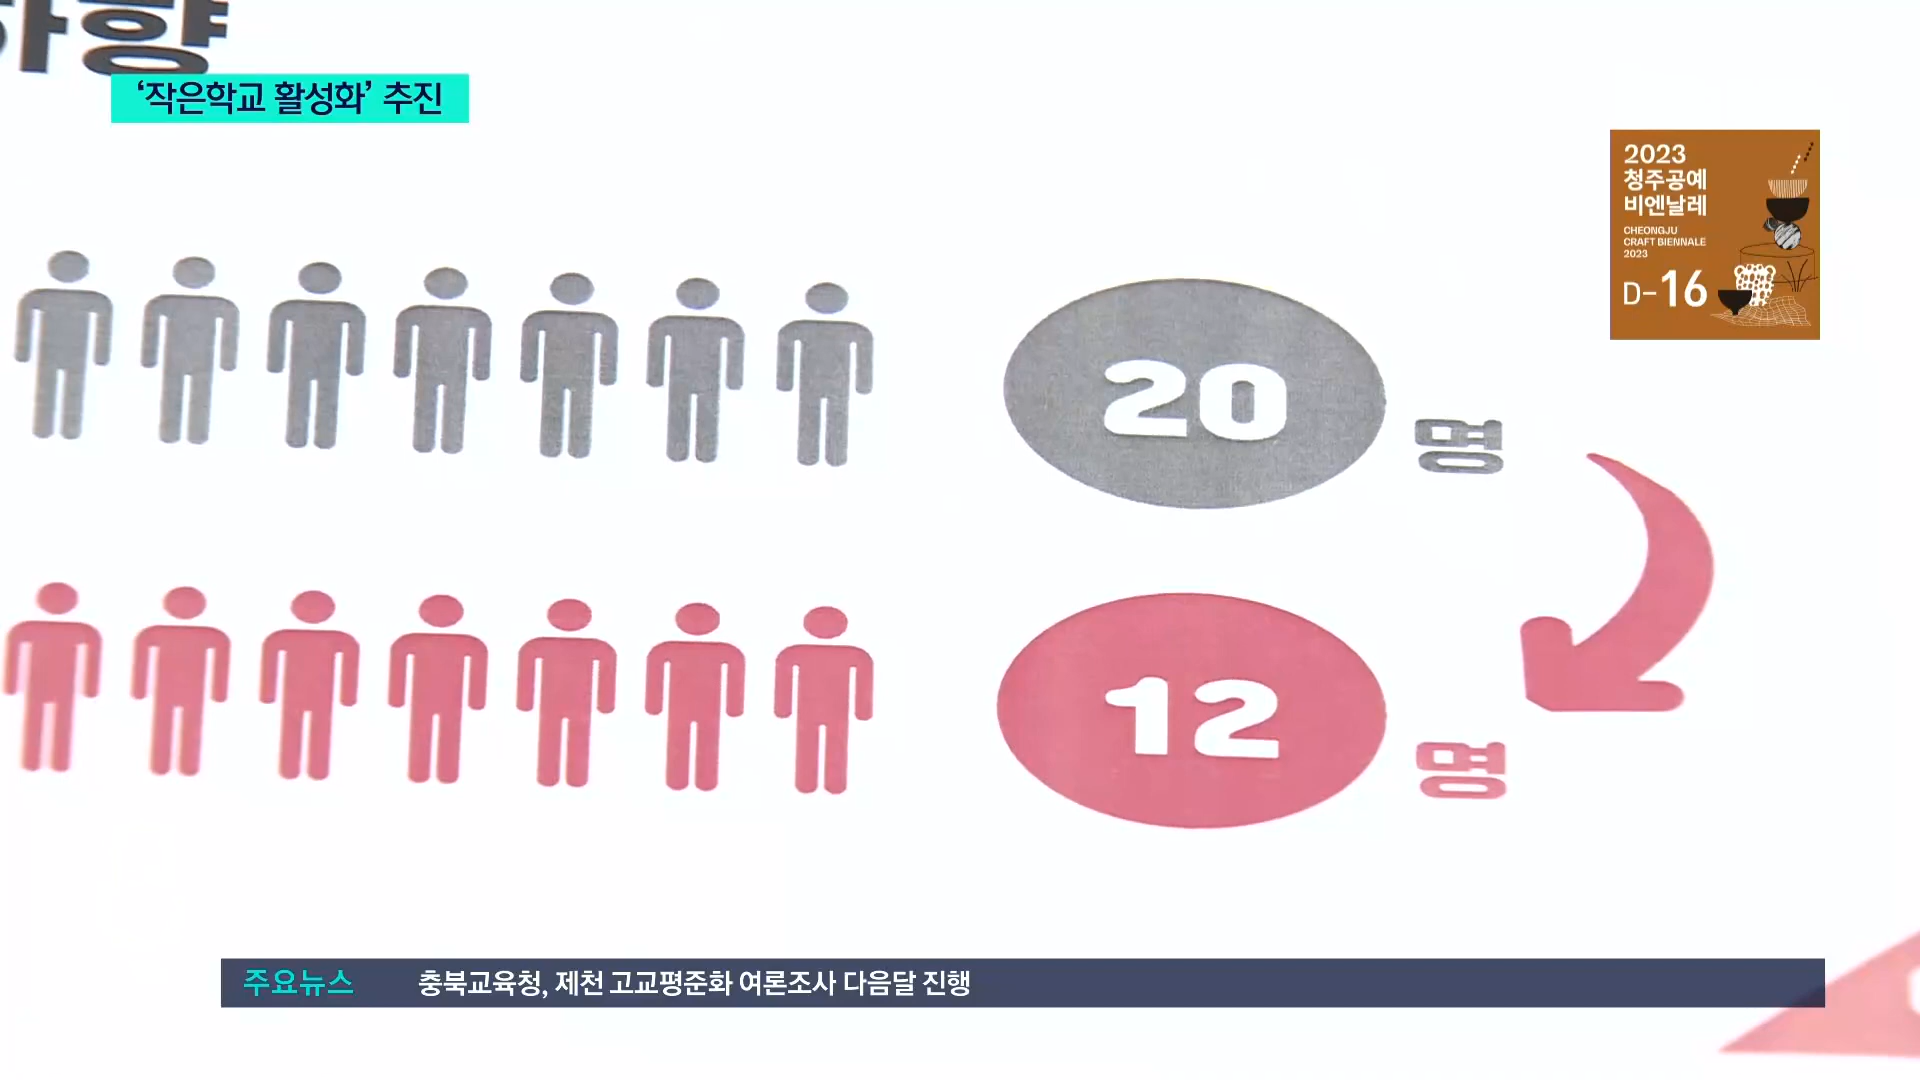 하향
‘작은학교 활성화’ 추진
2023
청주공예
비엔날레
CHEONGJU
CRAFT BIENNALE
2023
D-16
20 명
12 명
주요뉴스 충북교육청, 제천 고교평준화 여론조사 다음달 진행